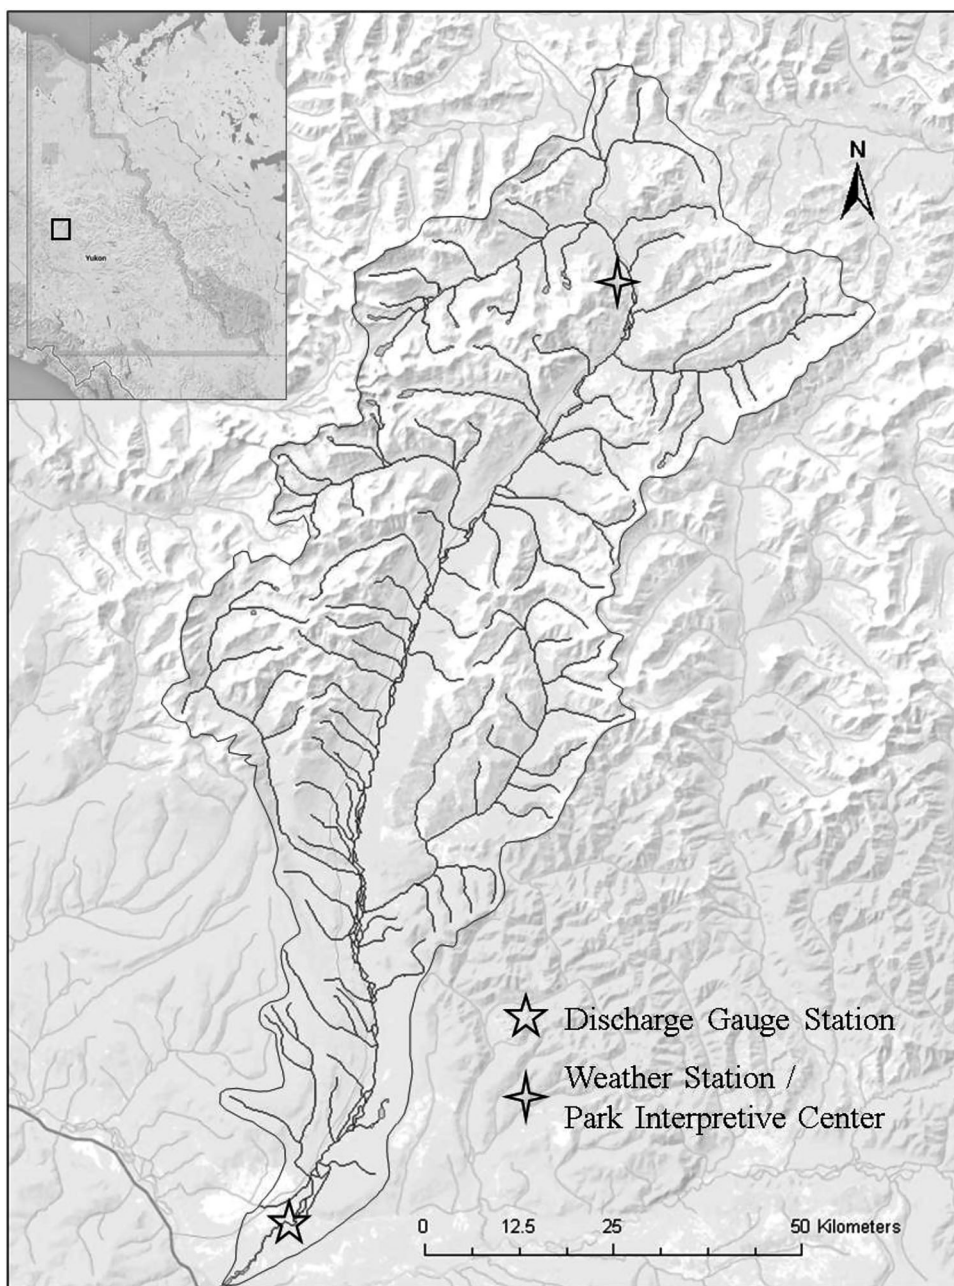 Yukon
N
Discharge Gauge Station
Weather Station /
Park Interpretive Center
0 12.5 25 50 Kilometers